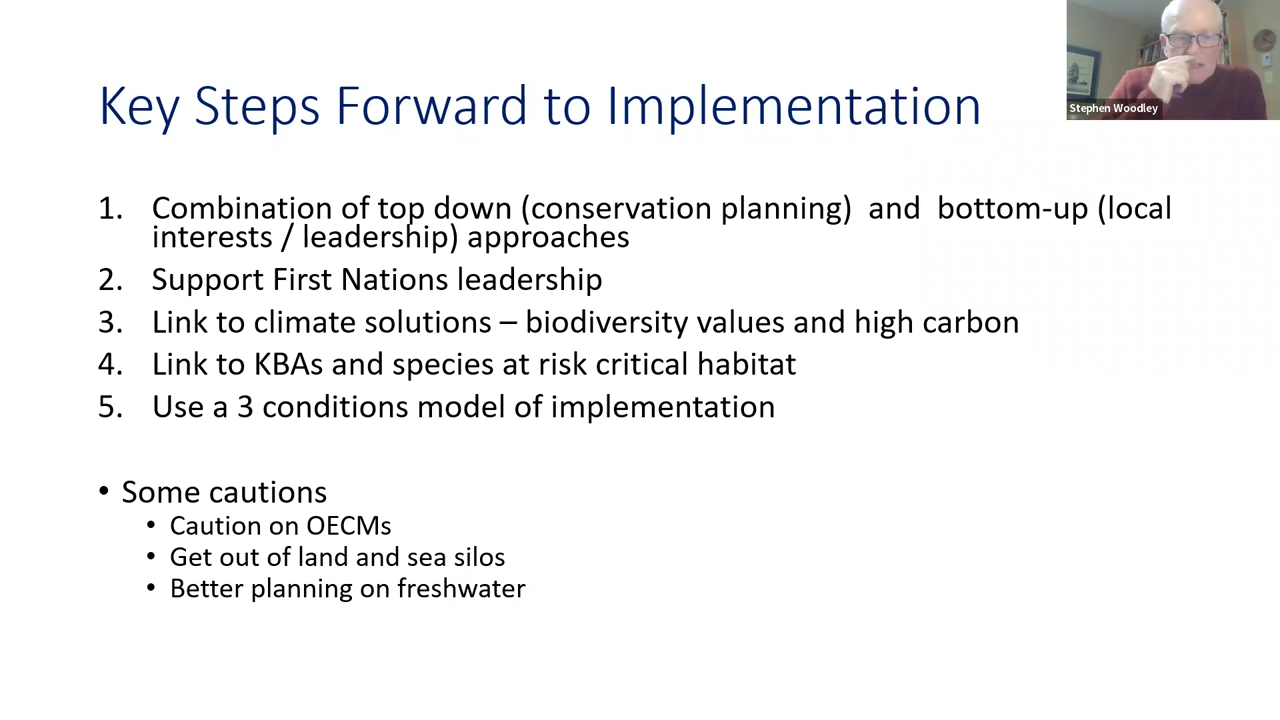 Stephen Woodley
Key Steps Forward to Implementation
1. Combination of top down (conservation planning)  and  bottom-up (local
interests / leadership) approaches
2. Support First Nations leadership
3. Link to climate solutions – biodiversity values and high carbon
4. Link to KBAs and species at risk critical habitat
5. Use a 3 conditions model of implementation
• Some cautions
• Caution on OECMs
• Get out of land and sea silos
• Better planning on freshwater